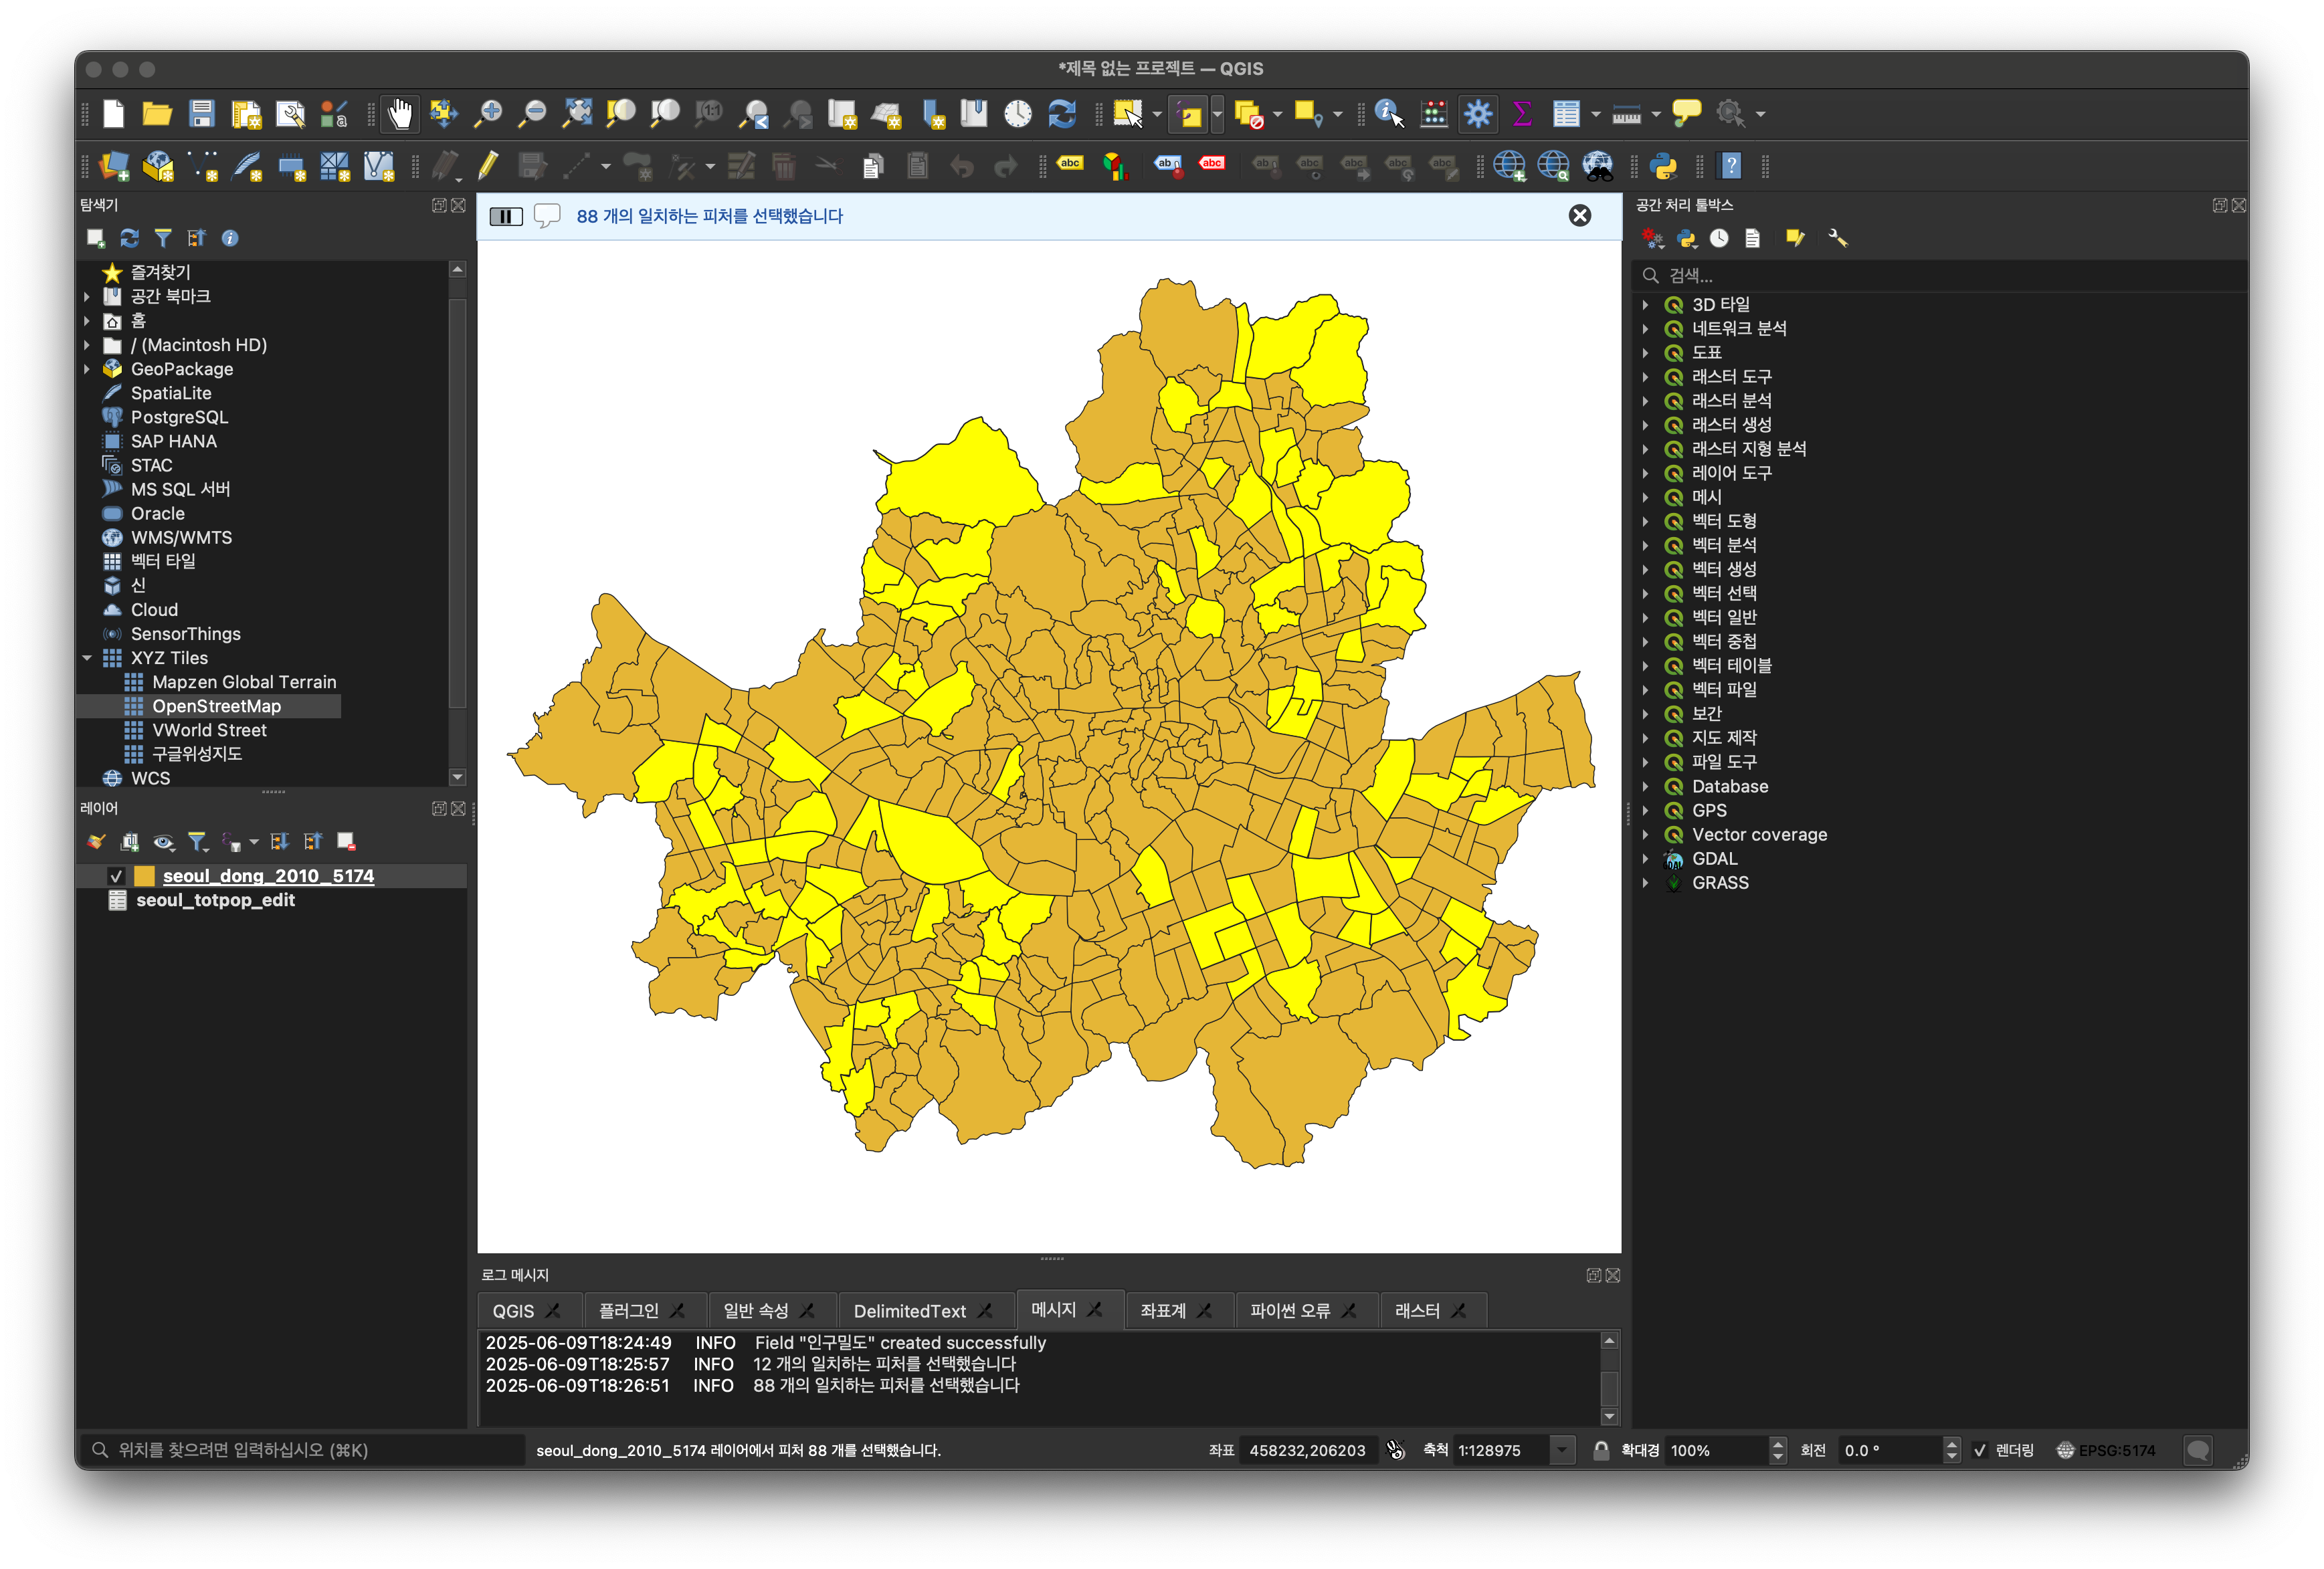 *제목 없는 프로젝트 — QGIS
탐색기
즐겨찾기
공간 북마크
홈
/ (Macintosh HD)
GeoPackage
SpatiaLite
PostgreSQL
SAP HANA
STAC
MS SQL 서버
Oracle
WMS/WMTS
벡터 타일
신
Cloud
SensorThings
XYZ Tiles
Mapzen Global Terrain
OpenStreetMap
VWorld Street
구글위성지도
WCS
레이어
seoul_dong_2010_5174
seoul_totpop_edit
88 개의 일치하는 피처를 선택했습니다
로그 메시지
QGIS 플러그인 일반 속성 DelimitedText 메시지 좌표계 파이썬 오류 래스터
2025-06-09T18:24:49 INFO Field "인구밀도" created successfully
2025-06-09T18:25:57 INFO 12 개의 일치하는 피처를 선택했습니다
2025-06-09T18:26:51 INFO 88 개의 일치하는 피처를 선택했습니다
공간 처리 툴박스
검색...
3D 타일
네트워크 분석
도표
래스터 도구
래스터 분석
래스터 생성
래스터 지형 분석
레이어 도구
메시
벡터 도형
벡터 분석
벡터 생성
벡터 선택
벡터 일반
벡터 중첩
벡터 테이블
벡터 파일
보간
지도 제작
파일 도구
Database
GPS
Vector coverage
GDAL
GRASS
위치를 찾으려면 입력하십시오 (⌘K) seoul_dong_2010_5174 레이어에서 피처 88 개를 선택했습니다. 좌표 458232,206203 축척 1:128975 확대경 100% 회전 0.0 ° 렌더링 EPSG:5174